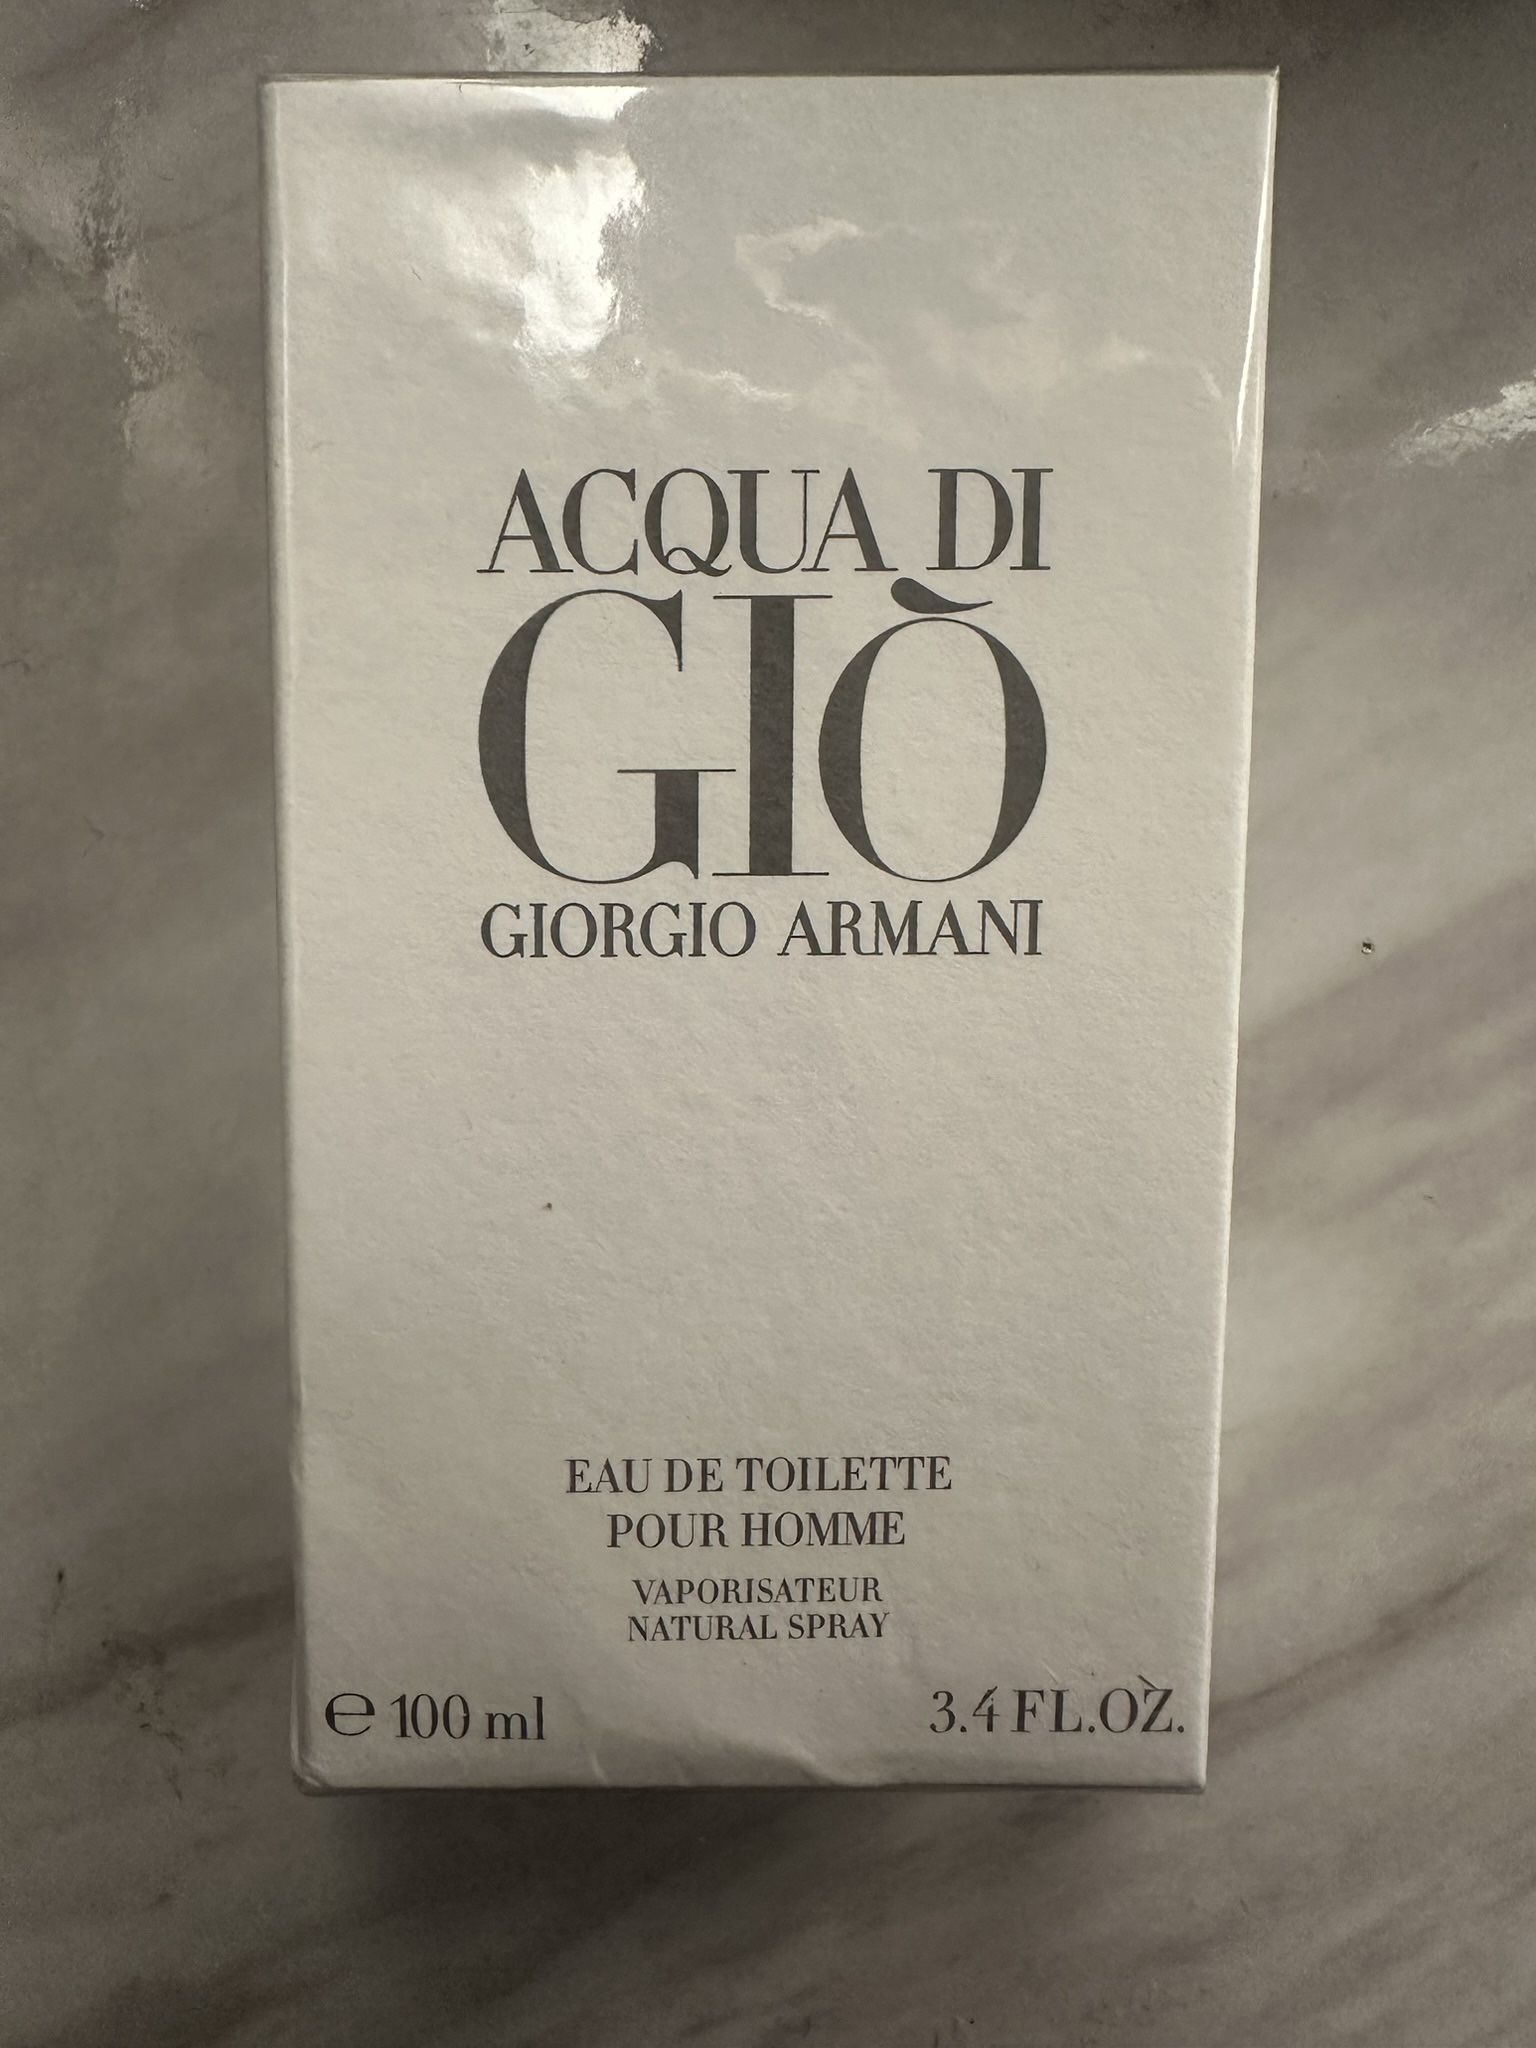 ACQUA DI
GIÒ
GIORGIO ARMANI
EAU DE TOILETTE
POUR HOMME
VAPORISATEUR
NATURAL SPRAY
℮ 100 ml
3.4 FL.OZ.